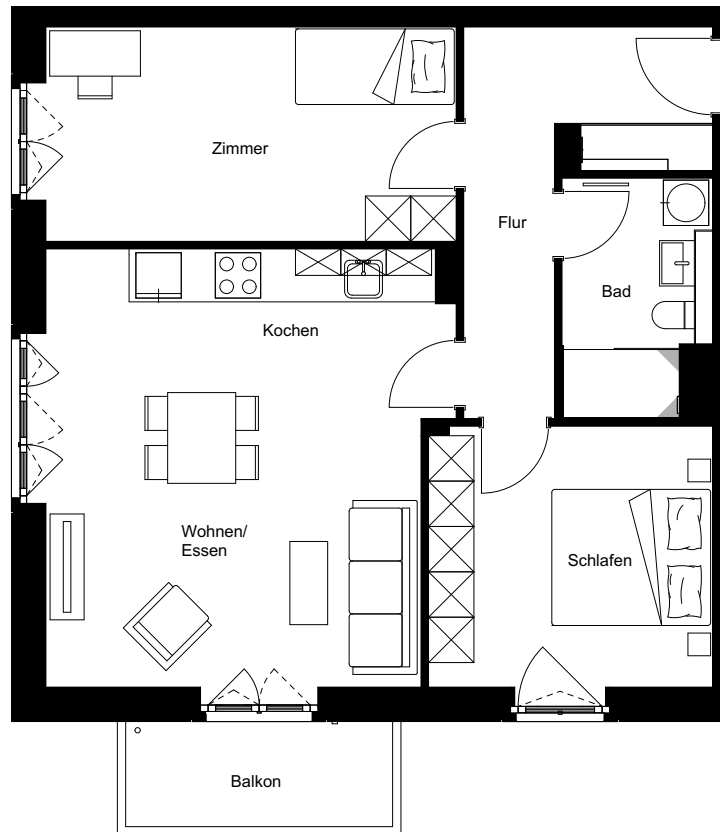 Zimmer
Flur
Bad
Kochen
Wohnen/
Essen
Schlafen
Balkon